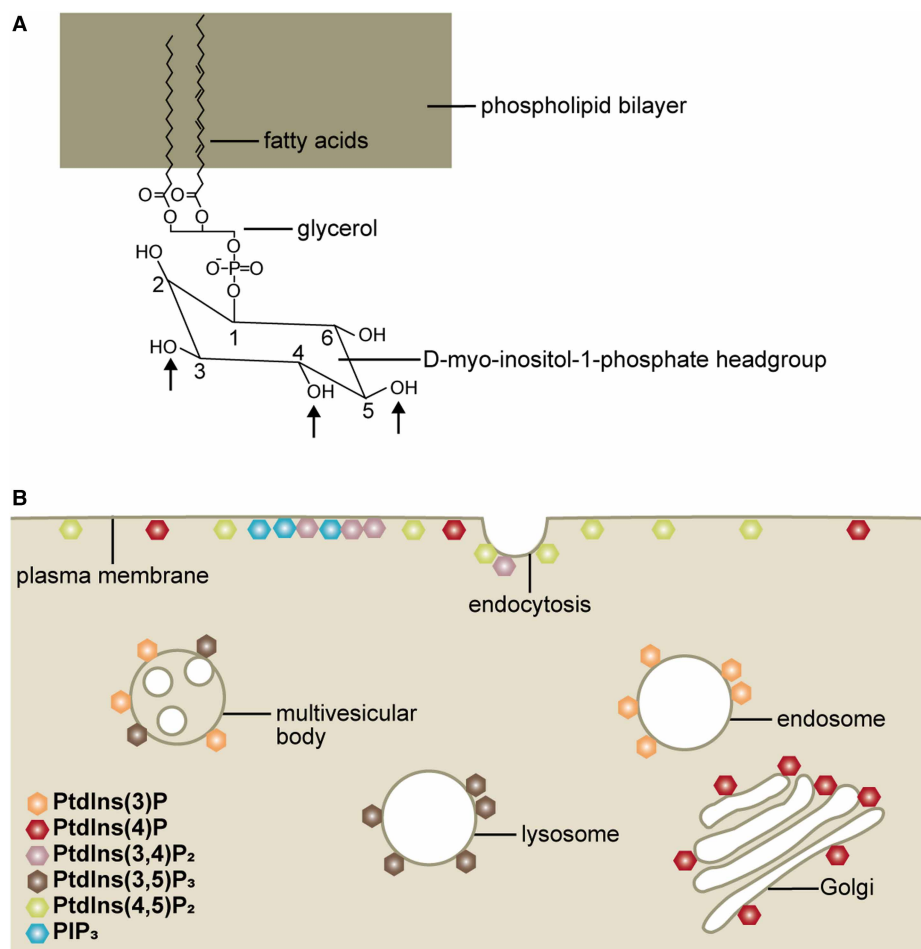 A
phospholipid bilayer
fatty acids
O O
O O
glycerol
O
O⁻ P=O
HO
O
2
1
6
OH
HO
3
4
D-myo-inositol-1-phosphate headgroup
OH
OH
5
B
plasma membrane
endocytosis
multivesicular
body
endosome
PtdIns(3)P
PtdIns(4)P
PtdIns(3,4)P₂
PtdIns(3,5)P₃
PtdIns(4,5)P₂
PIP₃
lysosome
Golgi